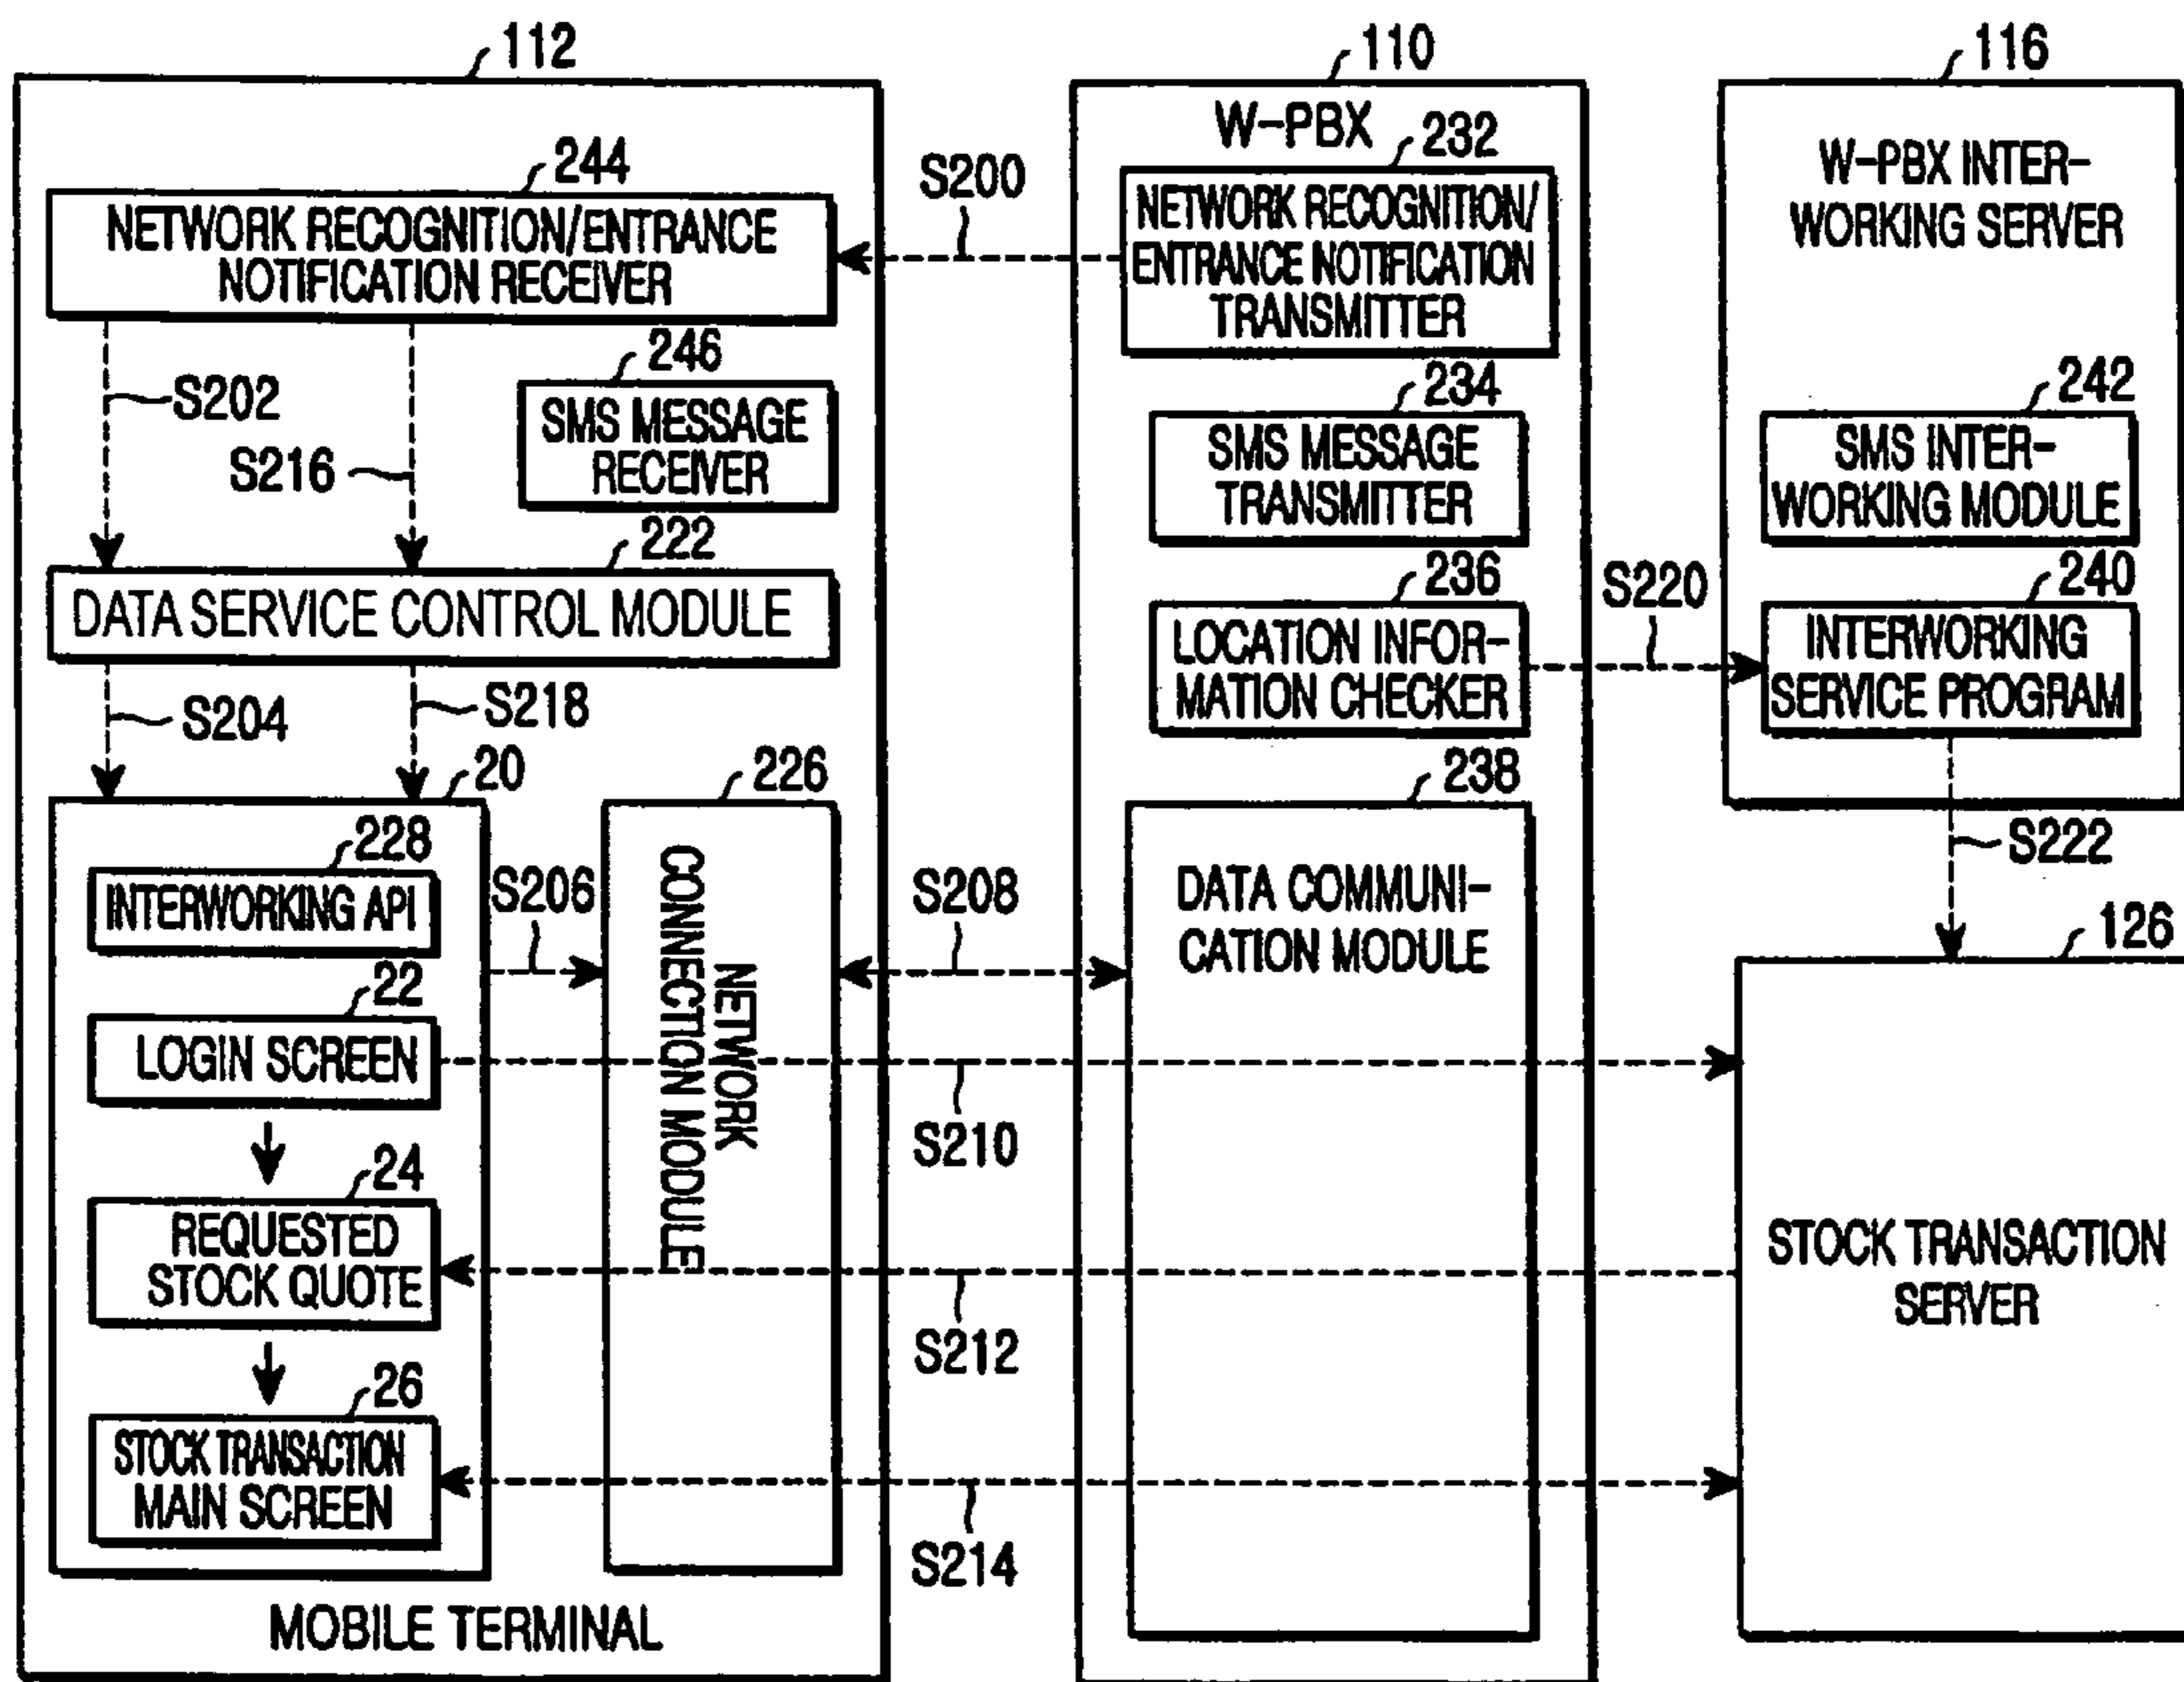 112
110
116
W-PBX
232
W-PBX INTER-
WORKING SERVER
244
NETWORK RECOGNITION/ENTRANCE
NOTIFICATION RECEIVER
S200
NETWORK RECOGNITION/
ENTRANCE NOTIFICATION
TRANSMITTER
S202
S216
246
SMS MESSAGE
RECEIVER
234
SMS MESSAGE
TRANSMITTER
242
SMS INTER-
WORKING MODULE
222
DATA SERVICE CONTROL MODULE
236
LOCATION INFOR-
MATION CHECKER
S220
240
INTERWORKING
SERVICE PROGRAM
S204
S218
20
226
238
S222
228
INTERWORKING API
S206
NETWORK
CONNECTION MODULE
S208
DATA COMMUNI-
CATION MODULE
126
22
LOGIN SCREEN
S210
24
REQUESTED
STOCK QUOTE
S212
STOCK TRANSACTION
SERVER
26
STOCK TRANSACTION
MAIN SCREEN
S214
MOBILE TERMINAL